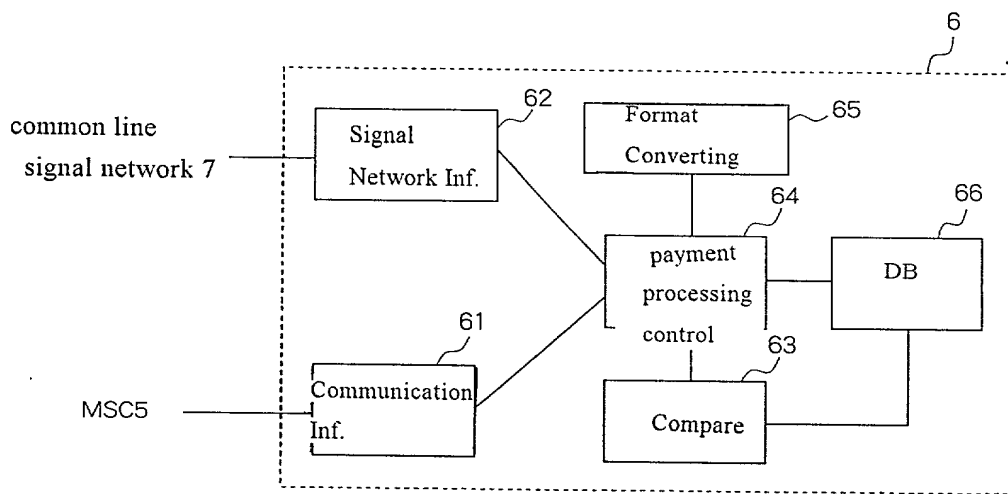 6
common line
signal network 7
62
Signal
Network Inf.
65
Format
Converting
64
payment
processing
control
66
DB
61
Communication
Inf.
MSC5
63
Compare